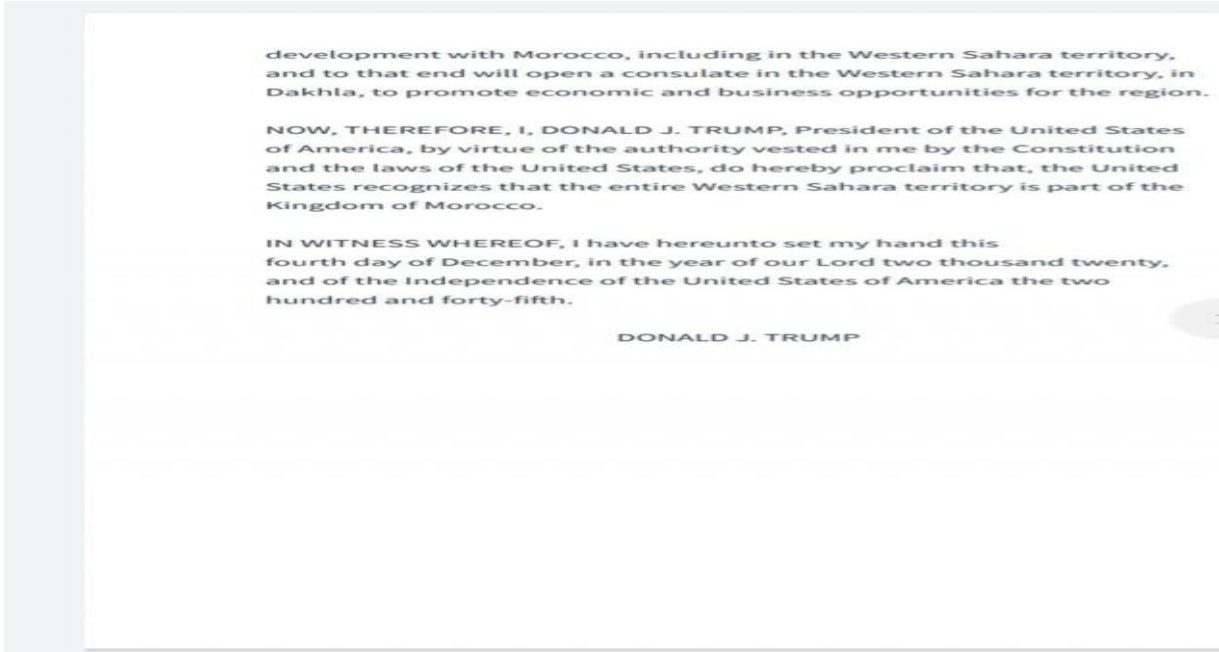 development with Morocco, including in the Western Sahara territory,
and to that end will open a consulate in the Western Sahara territory, in
Dakhla, to promote economic and business opportunities for the region.
NOW, THEREFORE, I, DONALD J. TRUMP, President of the United States
of America, by virtue of the authority vested in me by the Constitution
and the laws of the United States, do hereby proclaim that, the United
States recognizes that the entire Western Sahara territory is part of the
Kingdom of Morocco.
IN WITNESS WHEREOF, I have hereunto set my hand this
fourth day of December, in the year of our Lord two thousand twenty,
and of the Independence of the United States of America the two
hundred and forty-fifth.
DONALD J. TRUMP